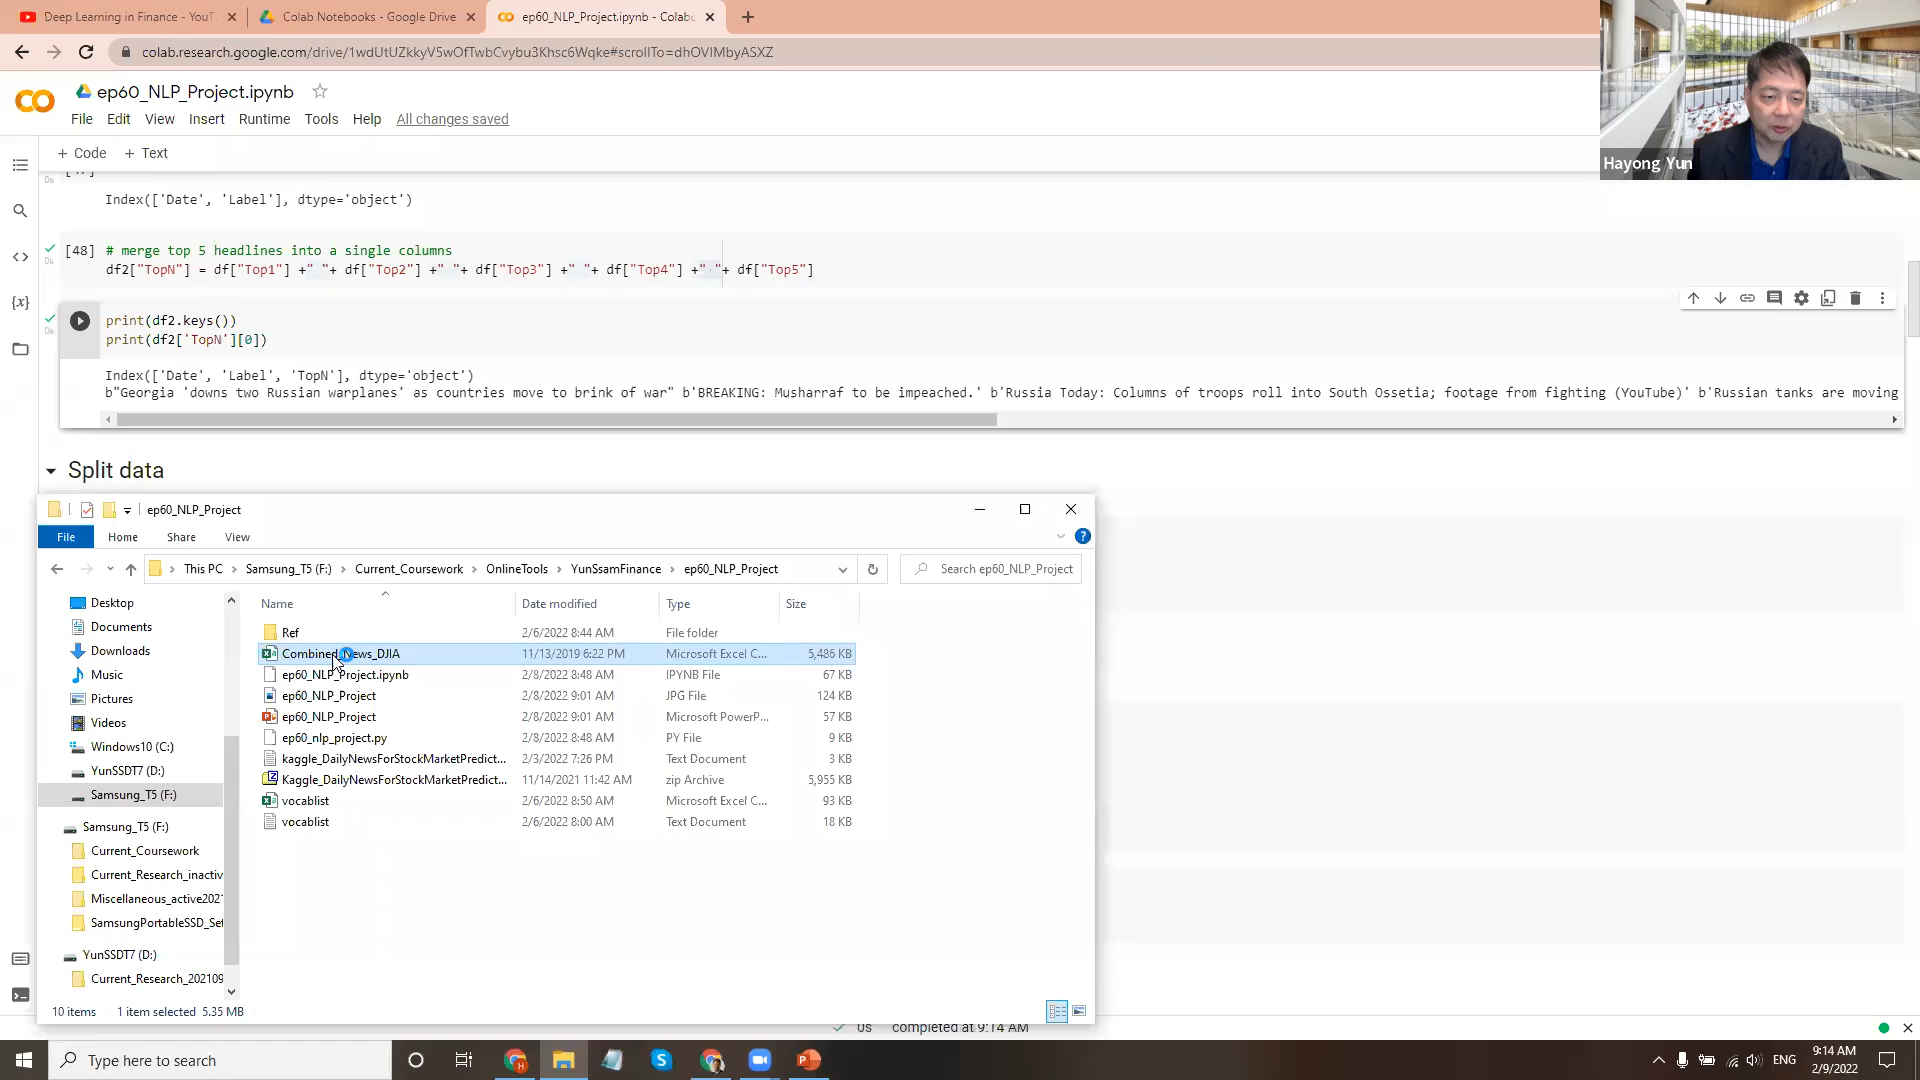 Deep Learning in Finance - YouT
Colab Notebooks - Google Drive
ep60_NLP_Project.ipynb - Colabo
colab.research.google.com/drive/1wdUtUZkkyV5wOfTwbCvybu3Khsc6Wqke#scrollTo=dhOVlMbyASXZ
ep60_NLP_Project.ipynb
File Edit View Insert Runtime Tools Help All changes saved
Hayong Yun
+ Code + Text
Index(['Date', 'Label'], dtype='object')
[48] # merge top 5 headlines into a single columns
df2["TopN"] = df["Top1"] +" "+ df["Top2"] +" "+ df["Top3"] +" "+ df["Top4"] +" "+ df["Top5"]
print(df2.keys())
print(df2['TopN'][0])
Index(['Date', 'Label', 'TopN'], dtype='object')
b"Georgia 'downs two Russian warplanes' as countries move to brink of war" b'BREAKING: Musharraf to be impeached.' b'Russia Today: Columns of troops roll into South Ossetia; footage from fighting (YouTube)' b'Russian tanks are moving
Split data
ep60_NLP_Project
File Home Share View
This PC > Samsung_T5 (F:) > Current_Coursework > OnlineTools > YunSsamFinance > ep60_NLP_Project
Search ep60_NLP_Project
Name Date modified Type Size
Ref 2/6/2022 8:44 AM File folder
Combined_News_DJIA 11/13/2019 6:22 PM Microsoft Excel C... 5,486 KB
ep60_NLP_Project.ipynb 2/8/2022 8:48 AM IPYNB File 67 KB
ep60_NLP_Project 2/8/2022 9:01 AM JPG File 124 KB
ep60_NLP_Project 2/8/2022 9:01 AM Microsoft PowerP... 57 KB
ep60_nlp_project.py 2/8/2022 8:48 AM PY File 9 KB
kaggle_DailyNewsForStockMarketPredict... 2/3/2022 7:26 PM Text Document 3 KB
Kaggle_DailyNewsForStockMarketPredict... 11/14/2021 11:42 AM zip Archive 5,955 KB
vocablist 2/6/2022 8:50 AM Microsoft Excel C... 93 KB
vocablist 2/6/2022 8:00 AM Text Document 18 KB
Desktop
Documents
Downloads
Music
Pictures
Videos
Windows10 (C:)
YunSSDT7 (D:)
Samsung_T5 (F:)
Samsung_T5 (F:)
Current_Coursework
Current_Research_inactiv
Miscellaneous_active202
SamsungPortableSSD_Set
YunSSDT7 (D:)
Current_Research_202109
10 items 1 item selected 5.35 MB
0s completed at 9:14 AM
Type here to search
ENG
9:14 AM
2/9/2022